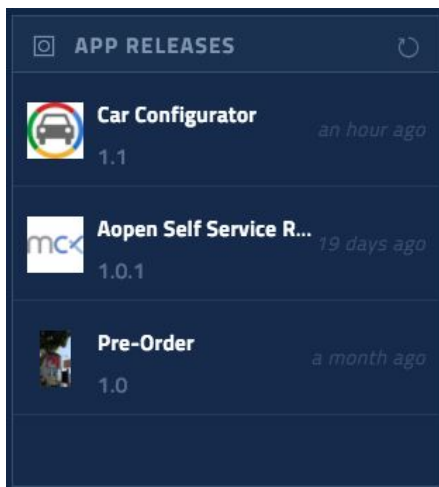 APP RELEASES
Car Configurator
an hour ago
1.1
mcx
Aopen Self Service R...
19 days ago
1.0.1
Pre-Order
a month ago
1.0